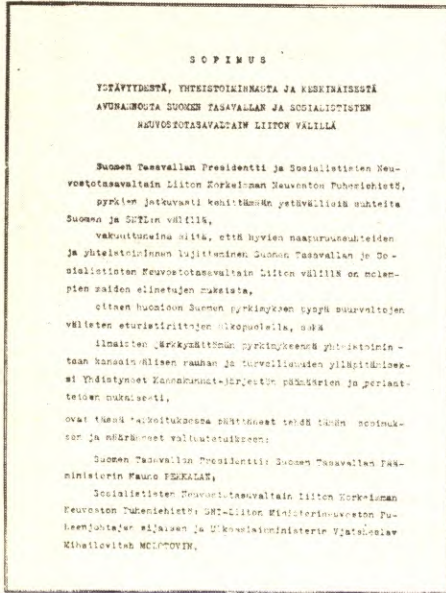 SOPIMUS
YSTÄVYYDESTÄ, YHTEISTOIMINNASTA JA KESKINÄISESTÄ
AVUNANNOSTA SUOMEN TASAVALLAN JA SOSIALISTISTEN
NEUVOSTOTASAVALTAIN LIITON VÄLILLÄ
Suomen Tasavallan Presidentti ja Sosialististen Neu-
vostotasavaltain Liiton Korkeimman Neuvoston Puhemiehistö,
pyrkien jatkuvasti kehittämään ystävällisiä suhteita
Suomen ja SNTL:n välillä,
vakuuttuneina siitä, että hyvien naapuruussuhteiden
ja yhteistoiminnan lujittaminen Suomen Tasavallan ja So-
sialististen Neuvostotasavaltain Liiton välillä on molem-
pien maiden elinetujen mukaista,
ottaen huomioon Suomen pyrkimyksen pysyä suurvaltojen
välisten eturistiriitojen ulkopuolella, sekä
ilmaisten järkkymättömän pyrkimyksensä yhteistoimin-
taan kansainvälisen rauhan ja turvallisuuden ylläpitämisek-
si Yhdistyneet Kansakunnat-järjestön päämäärien ja periaat-
teiden mukaisesti,
ovat tässä tarkoituksessa päättäneet tehdä tämän sopimuk-
sen ja määränneet valtuutetuikseen:
Suomen Tasavallan Presidentti: Suomen Tasavallan Pää-
ministerin Mauno PEKKALAN,
Sosialististen Neuvostotasavaltain Liiton Korkeimman
Neuvoston Puhemiehistö: SNT-Liiton Ministerineuvoston Pu-
heenjohtajan sijaisen ja Ulkoasiainministerin Vjatsheslav
Mihailovitsh MOLOTOVIN,